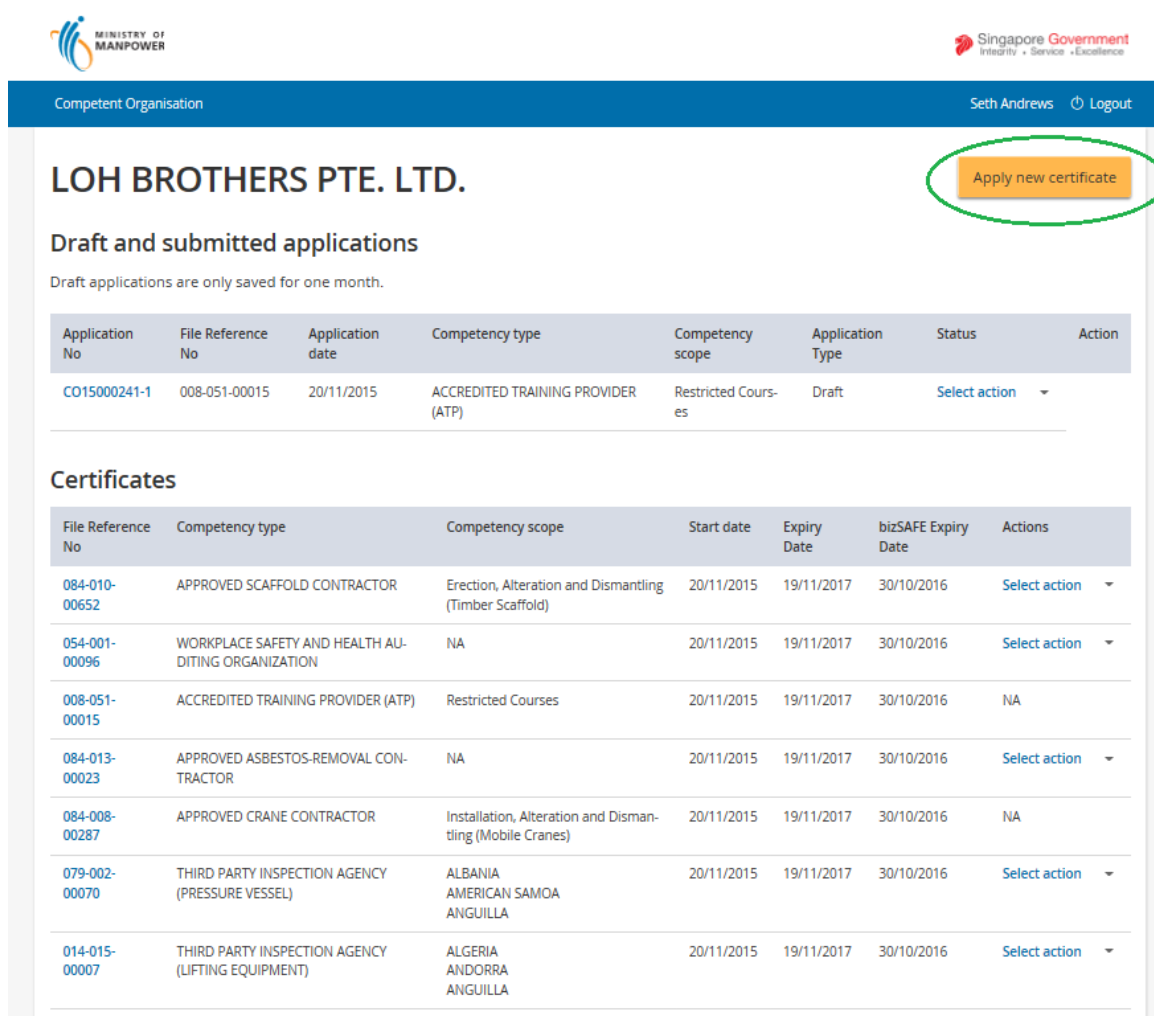 MINISTRY OF
MANPOWER
Singapore Government
Integrity • Service • Excellence
Competent Organisation
Seth Andrews Logout
LOH BROTHERS PTE. LTD.
Apply new certificate
Draft and submitted applications
Draft applications are only saved for one month.
Application File Reference Application Competency type Competency Application Status Action
No No date scope Type
CO15000241-1 008-051-00015 20/11/2015 ACCREDITED TRAINING PROVIDER Restricted Cours- Draft Select action
(ATP) es
Certificates
File Reference Competency type Competency scope Start date Expiry bizSAFE Expiry Actions
No Date Date
084-010- APPROVED SCAFFOLD CONTRACTOR Erection, Alteration and Dismantling 20/11/2015 19/11/2017 30/10/2016 Select action
00652 (Timber Scaffold)
054-001- WORKPLACE SAFETY AND HEALTH AU- NA 20/11/2015 19/11/2017 30/10/2016 Select action
00096 DITING ORGANIZATION
008-051- ACCREDITED TRAINING PROVIDER (ATP) Restricted Courses 20/11/2015 19/11/2017 30/10/2016 NA
00015
084-013- APPROVED ASBESTOS-REMOVAL CON- NA 20/11/2015 19/11/2017 30/10/2016 Select action
00023 TRACTOR
084-008- APPROVED CRANE CONTRACTOR Installation, Alteration and Disman- 20/11/2015 19/11/2017 30/10/2016 NA
00287 tling (Mobile Cranes)
079-002- THIRD PARTY INSPECTION AGENCY ALBANIA 20/11/2015 19/11/2017 30/10/2016 Select action
00070 (PRESSURE VESSEL) AMERICAN SAMOA
ANGUILLA
014-015- THIRD PARTY INSPECTION AGENCY ALGERIA 20/11/2015 19/11/2017 30/10/2016 Select action
00007 (LIFTING EQUIPMENT) ANDORRA
ANGUILLA